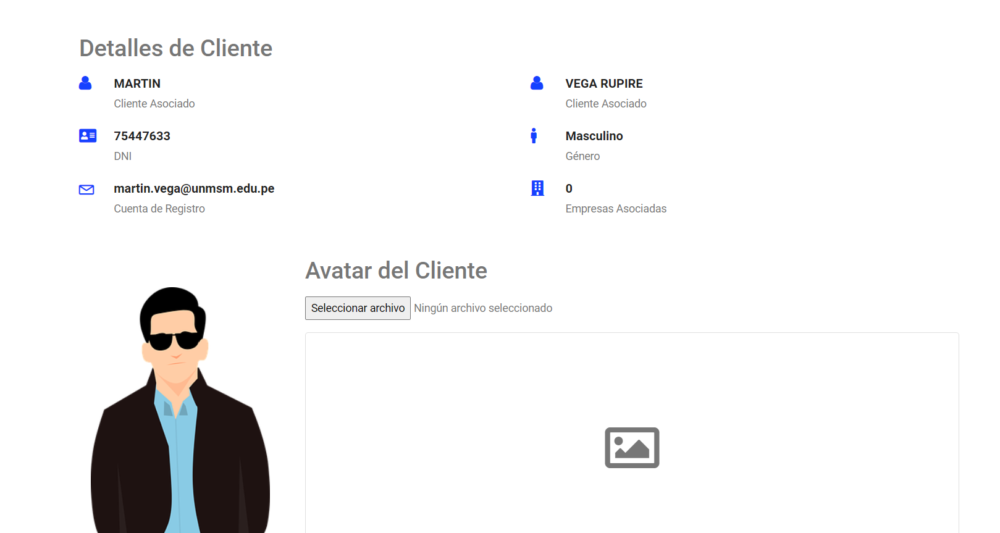 Detalles de Cliente
MARTIN
Cliente Asociado
VEGA RUPIRE
Cliente Asociado
75447633
DNI
Masculino
Género
martin.vega@unmsm.edu.pe
Cuenta de Registro
0
Empresas Asociadas
Avatar del Cliente
Seleccionar archivo Ningún archivo seleccionado